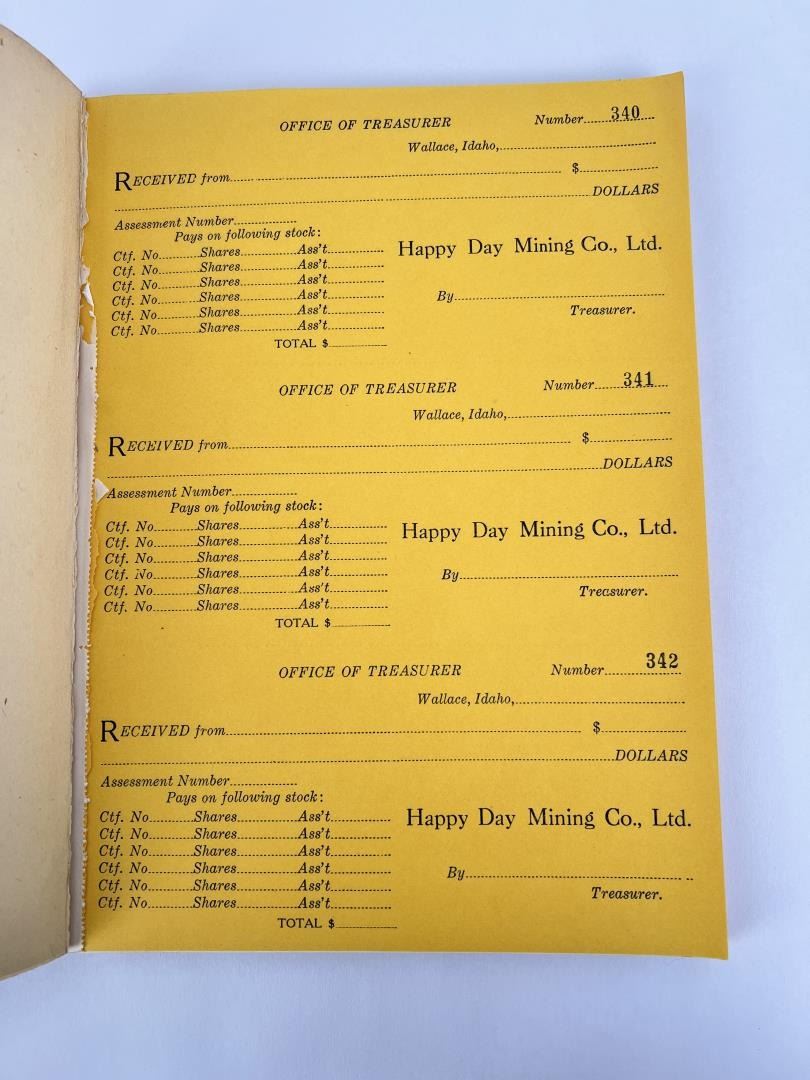 OFFICE OF TREASURER Number 340
Wallace, Idaho,
RECEIVED from $
DOLLARS
Assessment Number
Pays on following stock:
Ctf. No. Shares Ass't
Ctf. No. Shares Ass't
Ctf. No. Shares Ass't
Ctf. No. Shares Ass't
Ctf. No. Shares Ass't
Ctf. No. Shares Ass't
TOTAL $
Happy Day Mining Co., Ltd.
By
Treasurer.
OFFICE OF TREASURER Number 341
Wallace, Idaho,
RECEIVED from $
DOLLARS
Assessment Number
Pays on following stock:
Ctf. No. Shares Ass't
Ctf. No. Shares Ass't
Ctf. No. Shares Ass't
Ctf. No. Shares Ass't
Ctf. No. Shares Ass't
Ctf. No. Shares Ass't
TOTAL $
Happy Day Mining Co., Ltd.
By
Treasurer.
OFFICE OF TREASURER Number 342
Wallace, Idaho,
RECEIVED from $
DOLLARS
Assessment Number
Pays on following stock:
Ctf. No. Shares Ass't
Ctf. No. Shares Ass't
Ctf. No. Shares Ass't
Ctf. No. Shares Ass't
Ctf. No. Shares Ass't
Ctf. No. Shares Ass't
TOTAL $
Happy Day Mining Co., Ltd.
By
Treasurer.